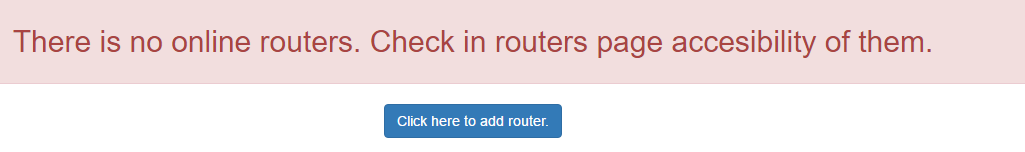 There is no online routers. Check in routers page accesibility of them.
Click here to add router.